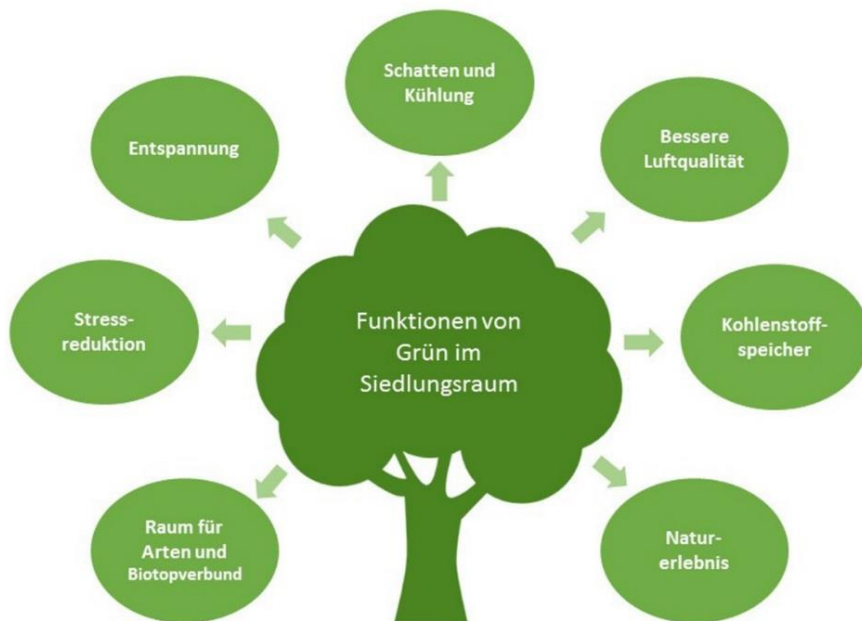 Schatten und
Kühlung
Entspannung
Bessere
Luftqualität
Stress-
reduktion
Funktionen von
Grün im
Siedlungsraum
Kohlenstoff-
speicher
Raum für
Arten und
Biotopverbund
Natur-
erlebnis